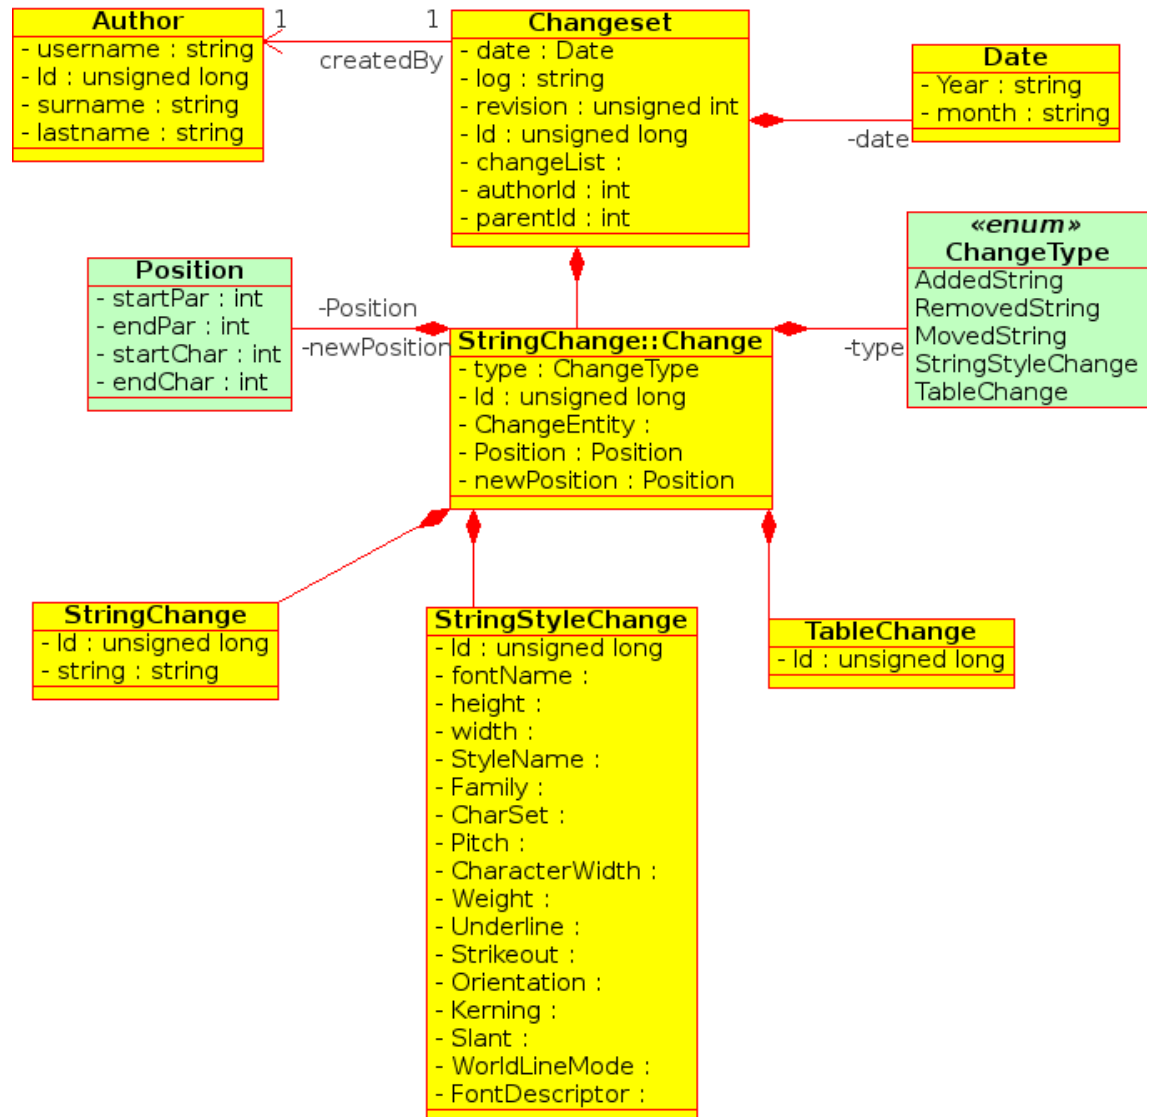 Author
- username : string
- Id : unsigned long
- surname : string
- lastname : string
1
1
createdBy
Changeset
- date : Date
- log : string
- revision : unsigned int
- Id : unsigned long
- changeList :
- authorId : int
- parentId : int
-date
Date
- Year : string
- month : string
Position
- startPar : int
- endPar : int
- startChar : int
- endChar : int
-Position
-newPosition
StringChange::Change
- type : ChangeType
- Id : unsigned long
- ChangeEntity :
- Position : Position
- newPosition : Position
-type
«enum»
ChangeType
AddedString
RemovedString
MovedString
StringStyleChange
TableChange
StringChange
- Id : unsigned long
- string : string
StringStyleChange
- Id : unsigned long
- fontName :
- height :
- width :
- StyleName :
- Family :
- CharSet :
- Pitch :
- CharacterWidth :
- Weight :
- Underline :
- Strikeout :
- Orientation :
- Kerning :
- Slant :
- WorldLineMode :
- FontDescriptor :
TableChange
- Id : unsigned long